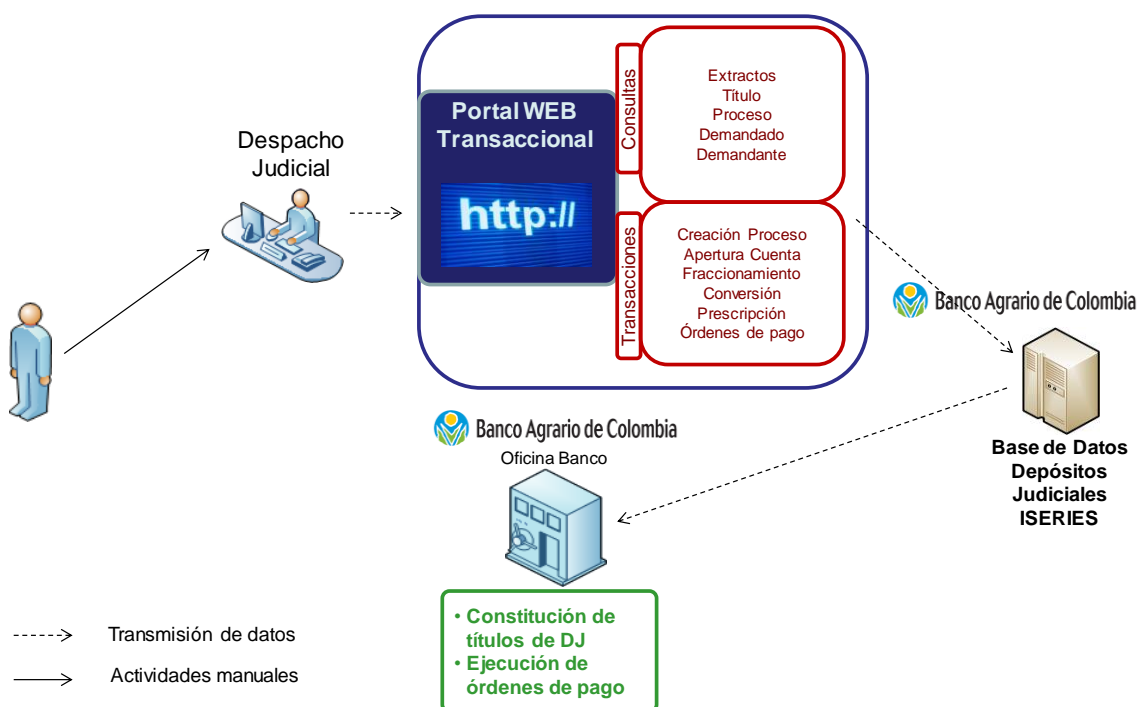 Despacho
Judicial
Portal WEB
Transaccional
http://
Consultas
Extractos
Título
Proceso
Demandado
Demandante
Transacciones
Creación Proceso
Apertura Cuenta
Fraccionamiento
Conversión
Prescripción
Órdenes de pago
Banco Agrario de Colombia
Base de Datos
Depósitos
Judiciales
ISERIES
Banco Agrario de Colombia
Oficina Banco
• Constitución de
títulos de DJ
• Ejecución de
órdenes de pago
Transmisión de datos
Actividades manuales